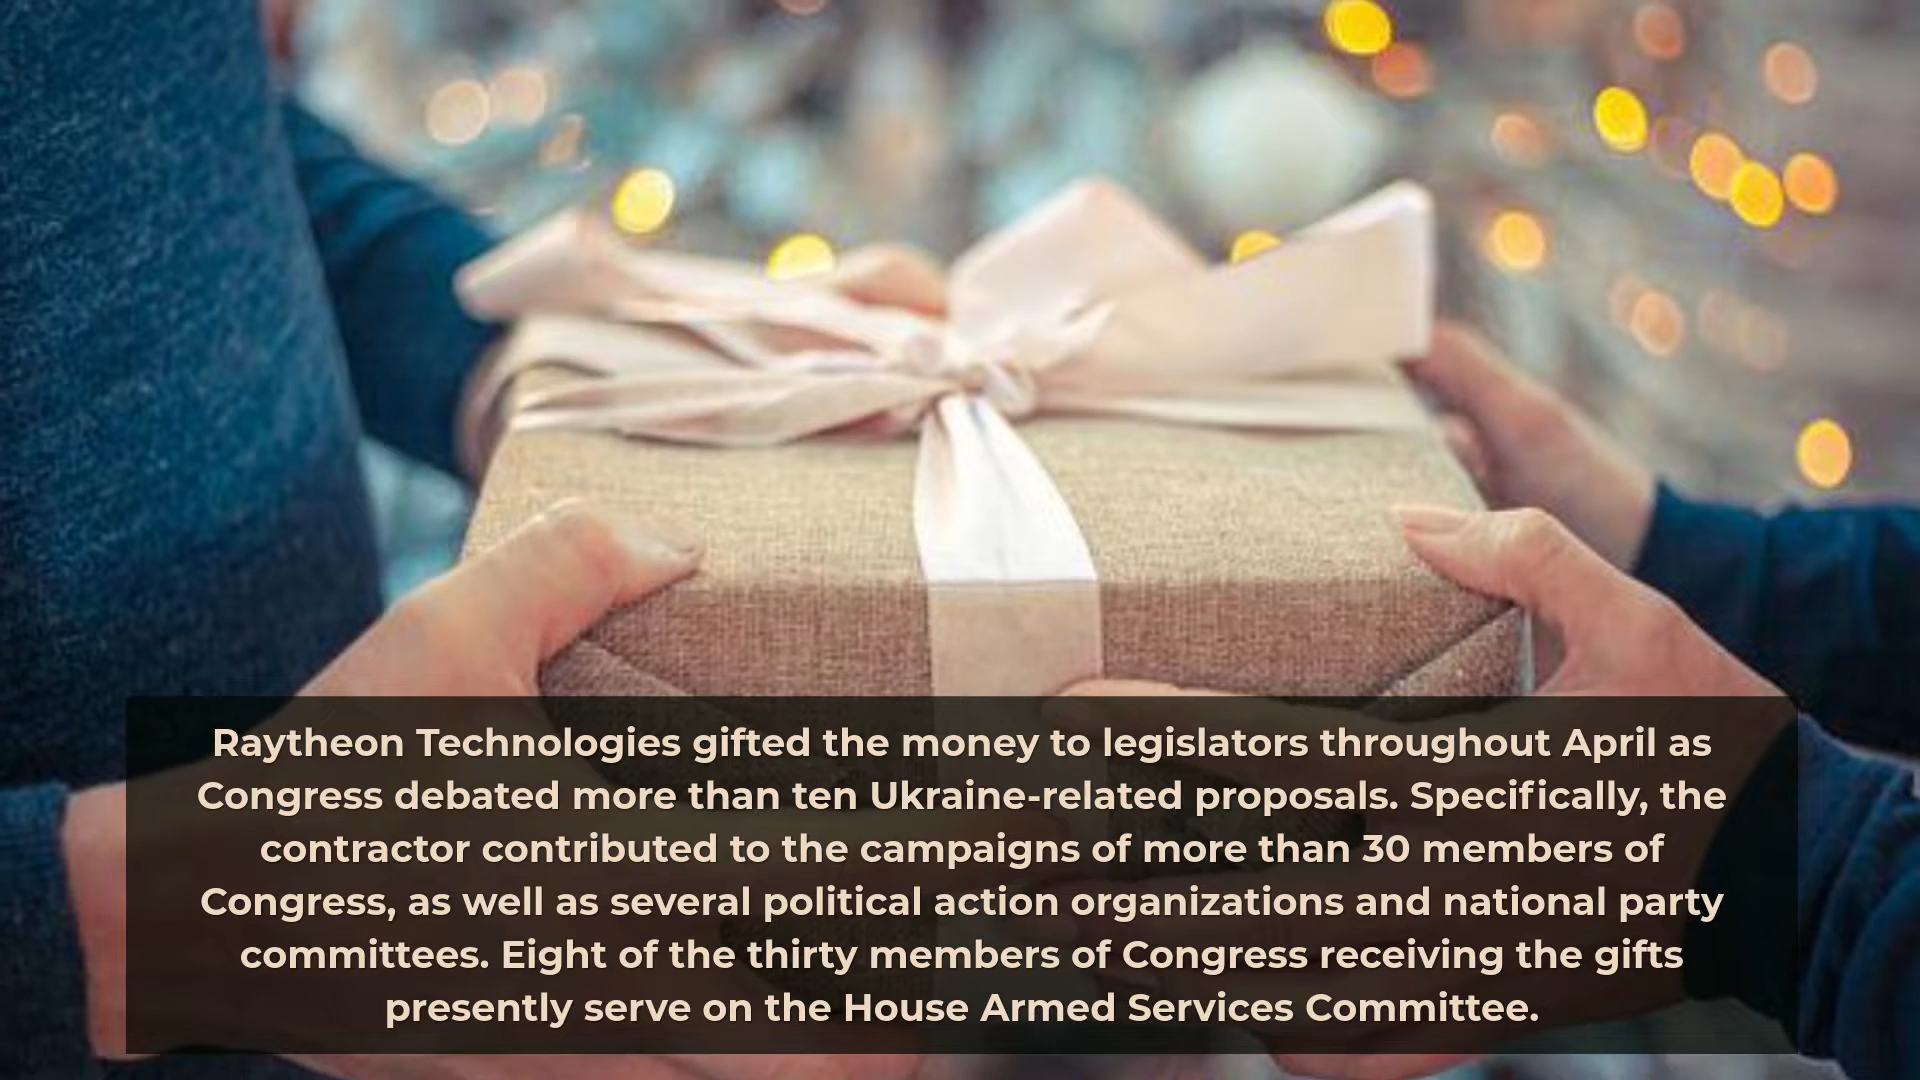 Raytheon Technologies gifted the money to legislators throughout April as
Congress debated more than ten Ukraine-related proposals. Specifically, the
contractor contributed to the campaigns of more than 30 members of
Congress, as well as several political action organizations and national party
committees. Eight of the thirty members of Congress receiving the gifts
presently serve on the House Armed Services Committee.